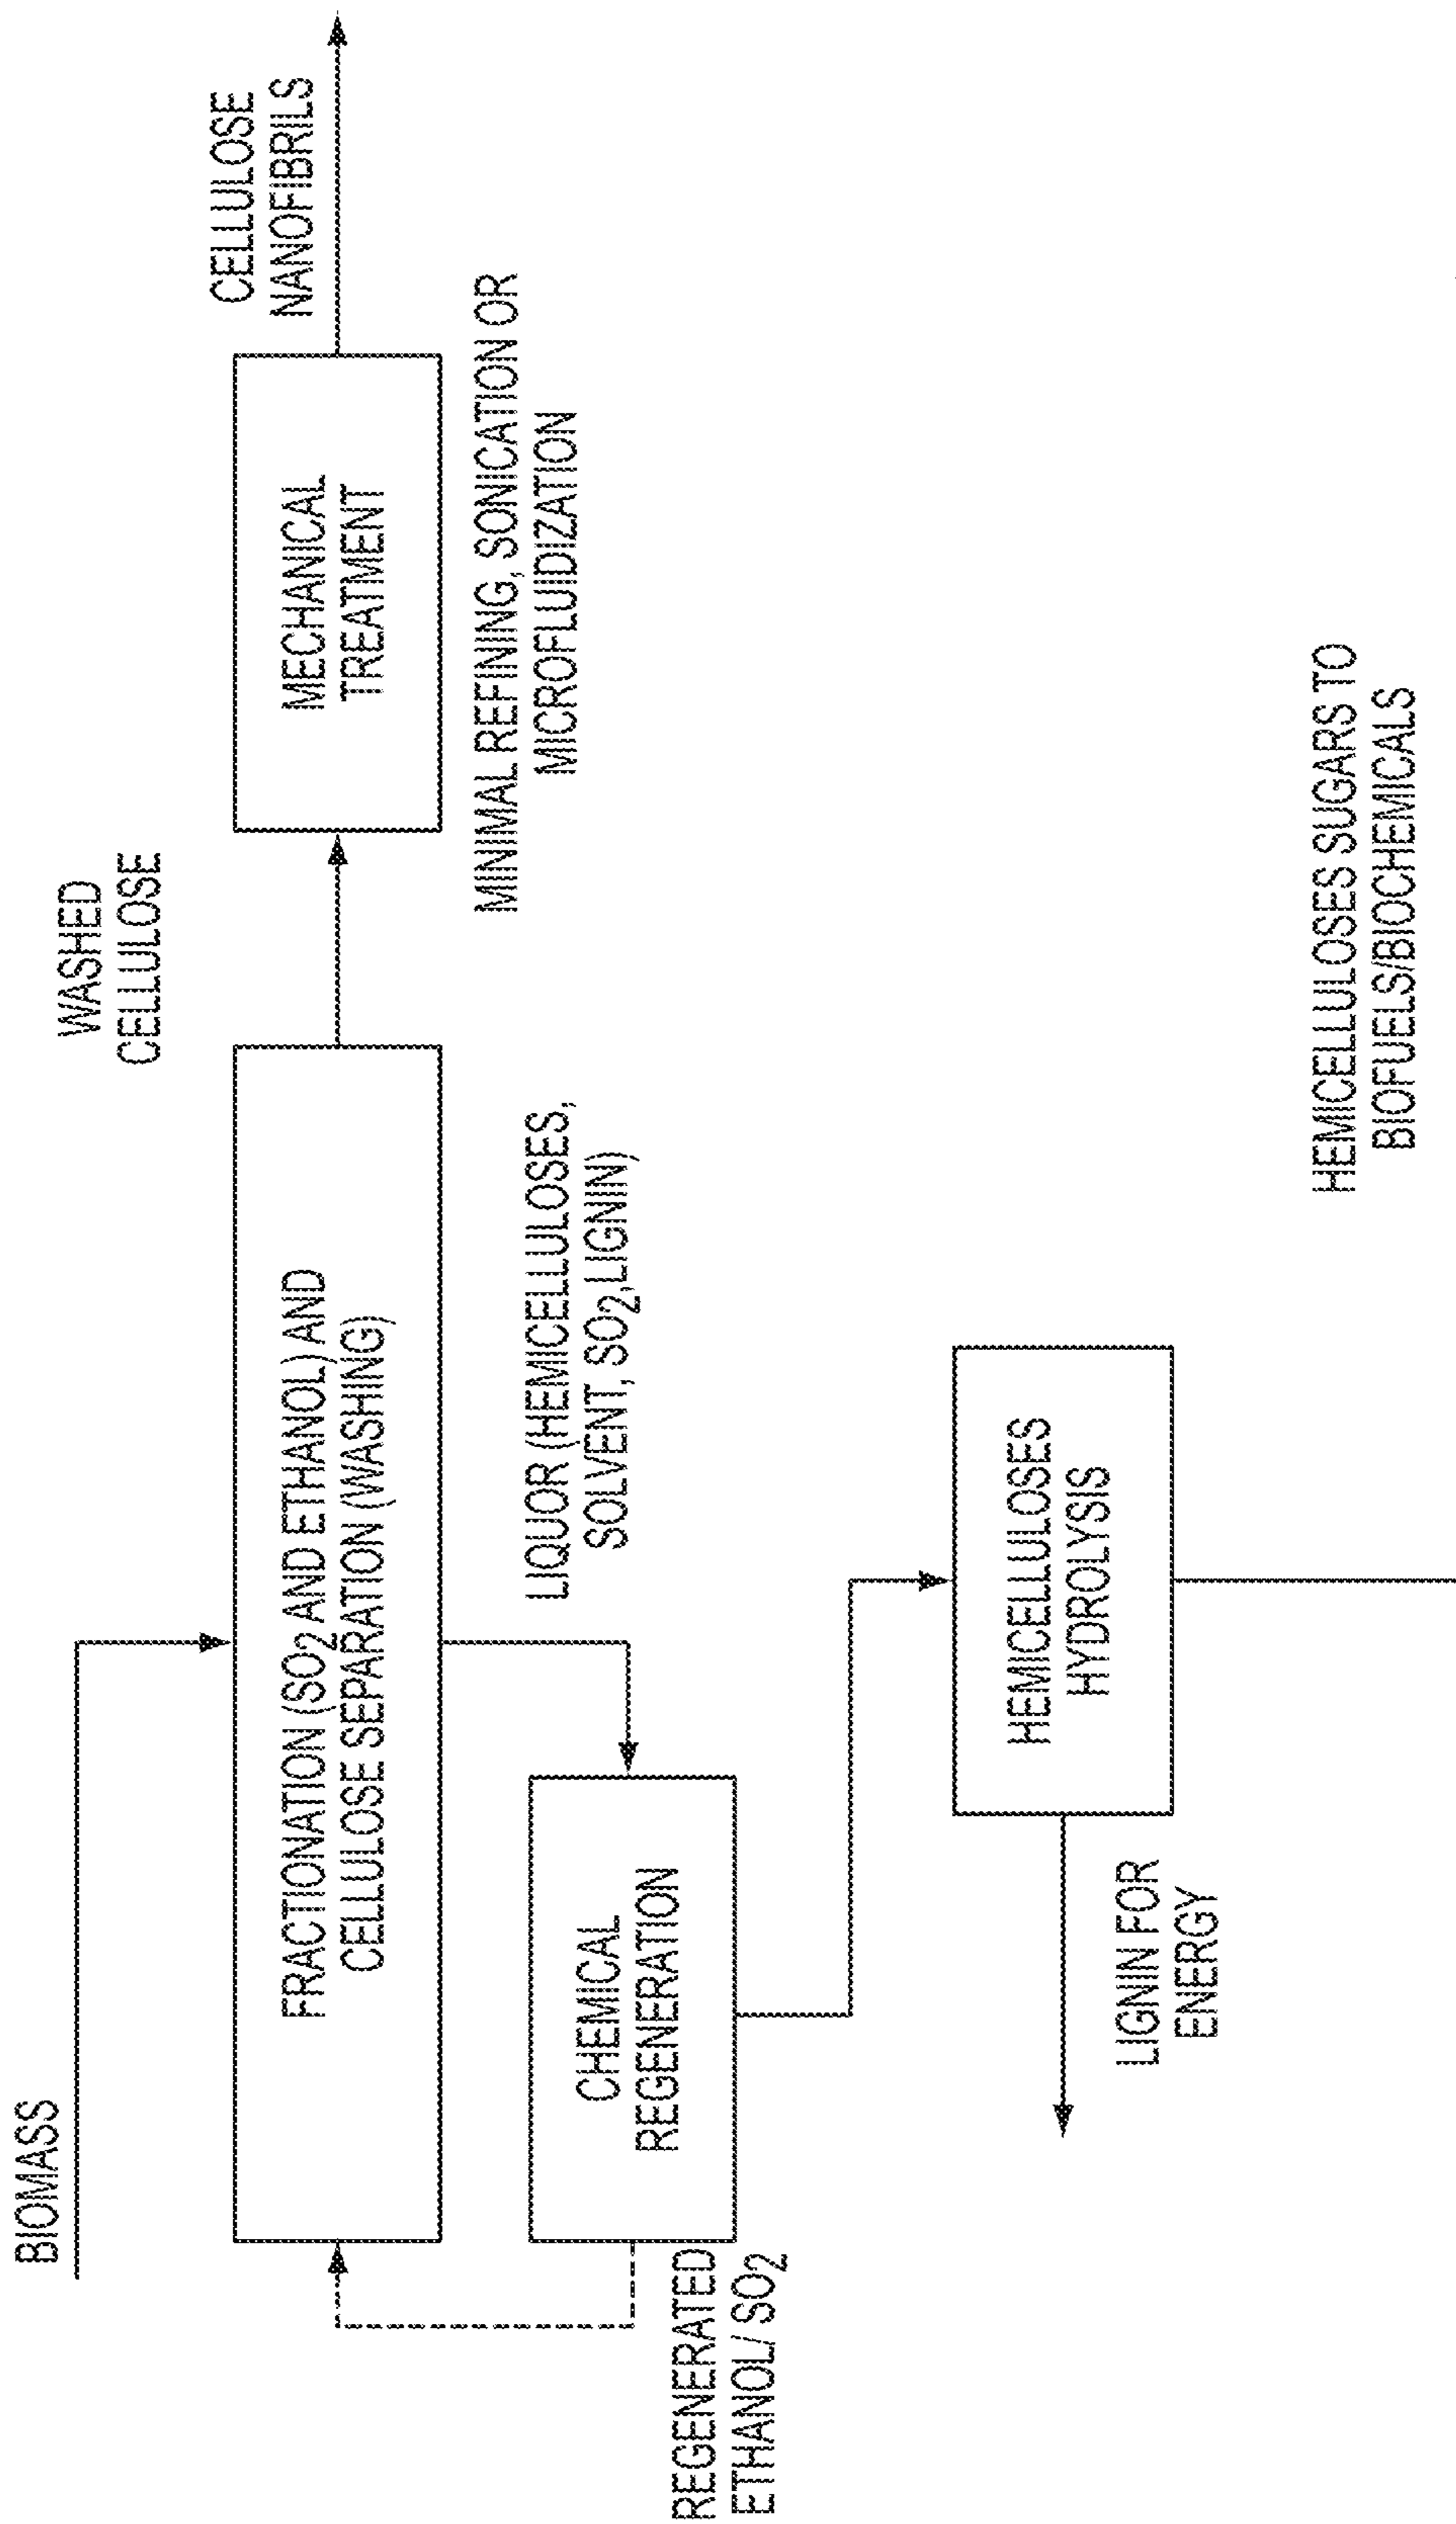 BIOMASS
WASHED
CELLULOSE
CELLULOSE
NANOFIBRILS
FRACTIONATION (SO2 AND ETHANOL) AND
CELLULOSE SEPARATION (WASHING)
MECHANICAL
TREATMENT
MINIMAL REFINING, SONICATION OR
MICROFLUIDIZATION
LIQUOR (HEMICELLULOSES,
SOLVENT, SO2,LIGNIN)
CHEMICAL
REGENERATION
REGENERATED
ETHANOL/ SO2
HEMICELLULOSES
HYDROLYSIS
LIGNIN FOR
ENERGY
HEMICELLULOSES SUGARS TO
BIOFUELS/BIOCHEMICALS